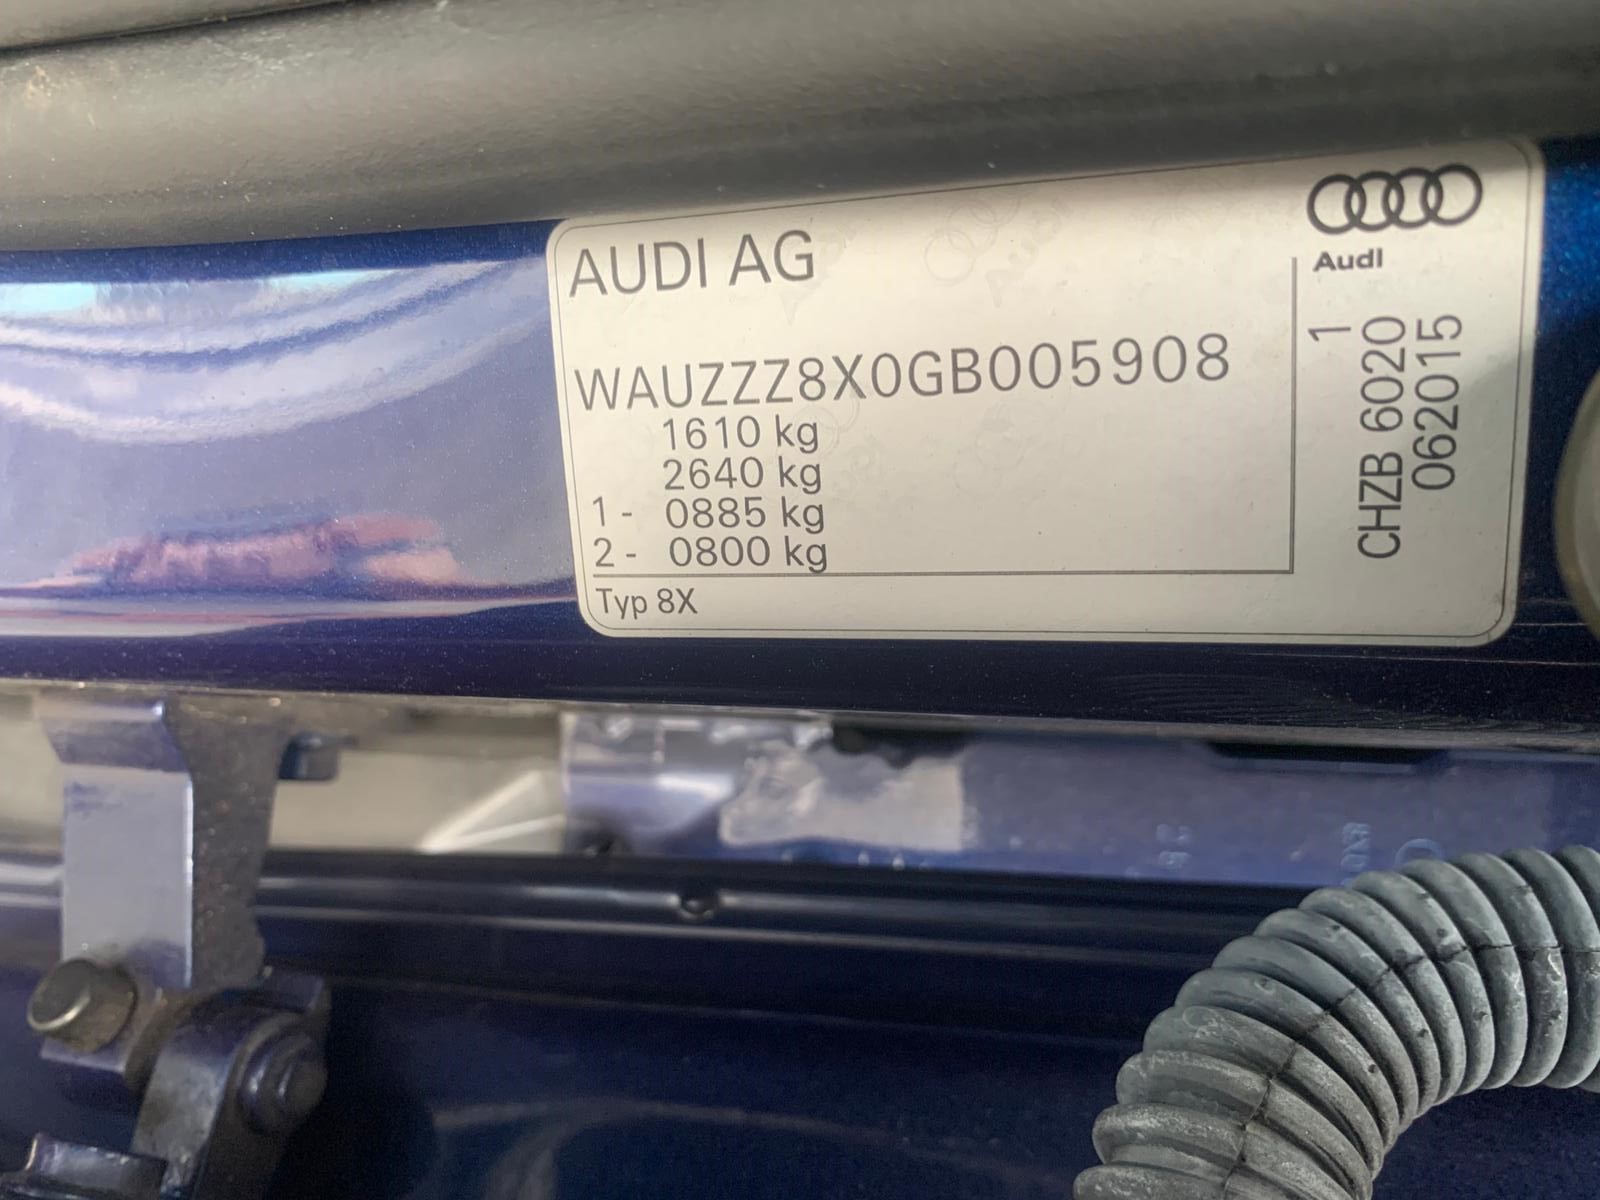 AUDI AG
WAUZZZ8X0GB005908
1610 kg
2640 kg
1 - 0885 kg
2 - 0800 kg
Typ 8X
Audi
1
CHZB 6020
062015